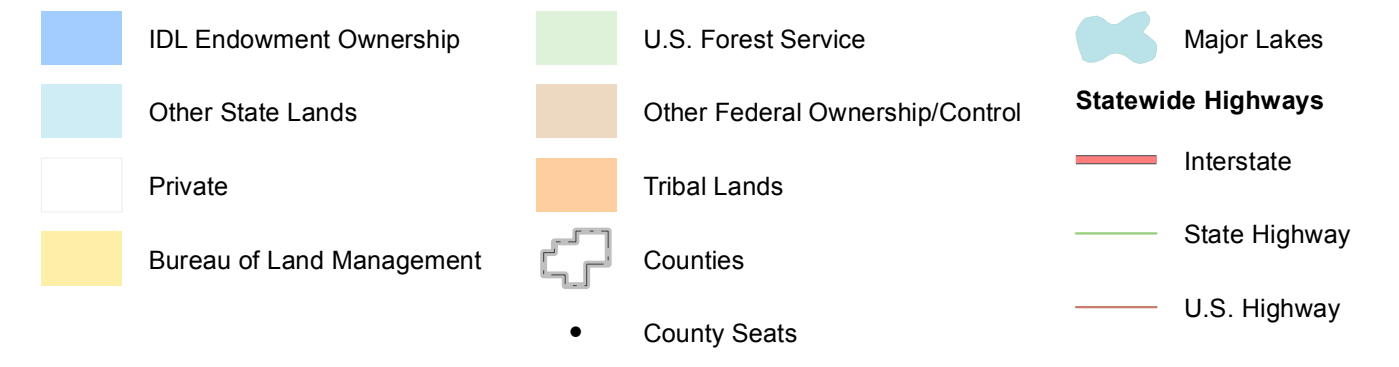 IDL Endowment Ownership
Other State Lands
Private
Bureau of Land Management
U.S. Forest Service
Other Federal Ownership/Control
Tribal Lands
Counties
County Seats
Major Lakes
Statewide Highways
Interstate
State Highway
U.S. Highway